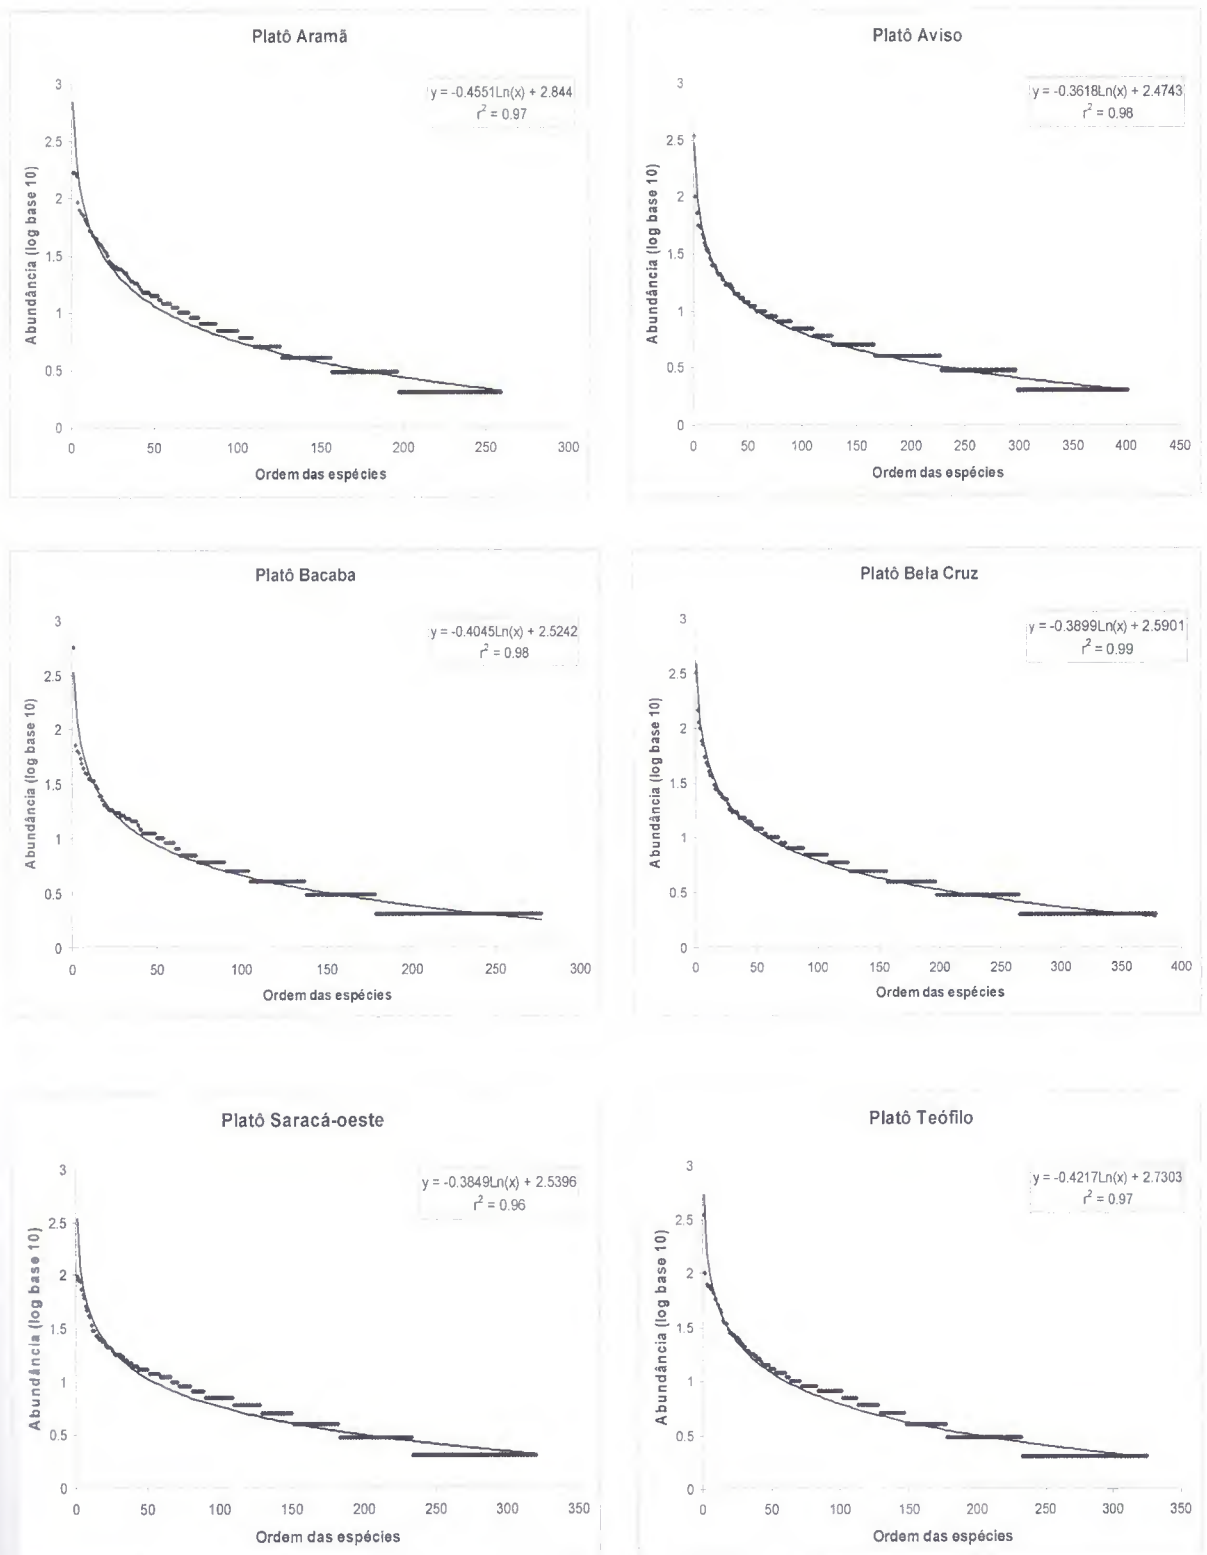 Platô Aramã
y = -0.4551Ln(x) + 2.844
r² = 0.97
Abundância (log base 10)
3
2.5
2
1.5
1
0.5
0
0 50 100 150 200 250 300
Ordem das espécies
Platô Aviso
y = -0.3618Ln(x) + 2.4743
r² = 0.98
Abundância (log base 10)
3
2.5
2
1.5
1
0.5
0
0 50 100 150 200 250 300 350 400 450
Ordem das espécies
Platô Bacaba
y = -0.4045Ln(x) + 2.5242
r² = 0.98
Abundância (log base 10)
3
2.5
2
1.5
1
0.5
0
0 50 100 150 200 250 300
Ordem das espécies
Platô Bela Cruz
y = -0.3899Ln(x) + 2.5901
r² = 0.99
Abundância (log base 10)
3
2.5
2
1.5
1
0.5
0
0 50 100 150 200 250 300 350 400
Ordem das espécies
Platô Saracá-oeste
y = -0.3849Ln(x) + 2.5396
r² = 0.96
Abundância (log base 10)
3
2.5
2
1.5
1
0.5
0
0 50 100 150 200 250 300 350
Ordem das espécies
Platô Teófilo
y = -0.4217Ln(x) + 2.7303
r² = 0.97
Abundância (log base 10)
3
2.5
2
1.5
1
0.5
0
0 50 100 150 200 250 300 350
Ordem das espécies